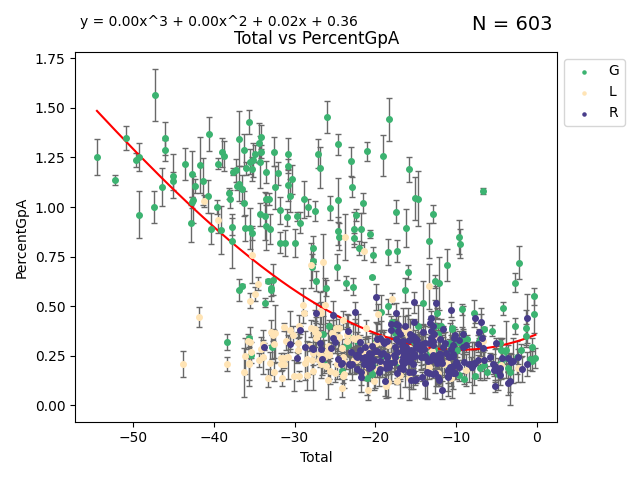 y = 0.00x^3 + 0.00x^2 + 0.02x + 0.36
N = 603
Total vs PercentGpA
1.75
1.50
1.25
1.00
0.75
0.50
0.25
0.00
PercentGpA
−50
−40
−30
−20
−10
0
Total
G
L
R